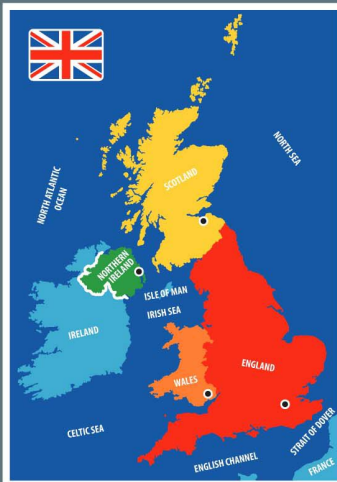 NORTH SEA
SCOTLAND
NORTH ATLANTIC
OCEAN
NORTHERN
IRELAND
ISLE OF MAN
IRISH SEA
IRELAND
ENGLAND
WALES
CELTIC SEA
STRAIT OF DOVER
ENGLISH CHANNEL
FRANCE